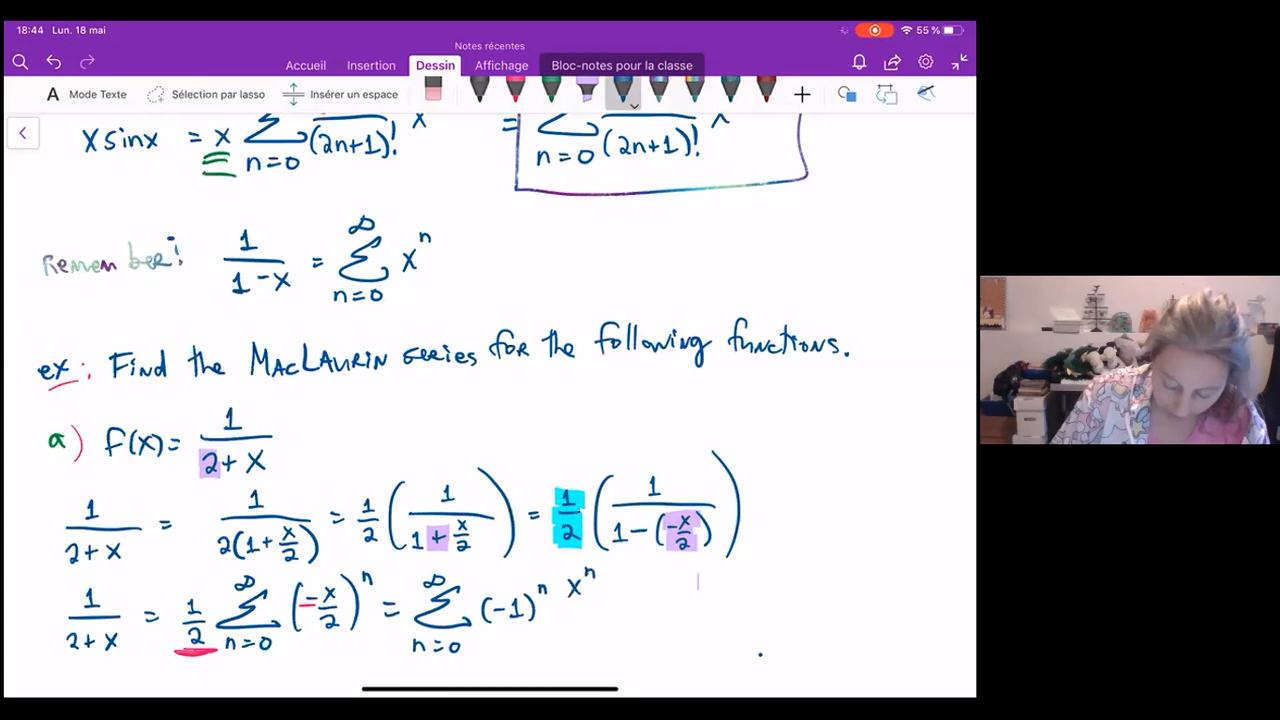 18:44 Lun. 18 mai 55 %
Notes récentes
Accueil Insertion Dessin Affichage Bloc-notes pour la classe
A Mode Texte Sélection par lasso Insérer un espace
x sin x = x ∑ n=0 (2n+1)! x = ∑ n=0 (2n+1)! x
Remember! 1/(1-x) = ∑ n=0 ∞ x^n
ex: Find the MACLAURIN series for the following functions.
a) f(x) = 1/(2+x)
1/(2+x) = 1/(2(1+x/2)) = 1/2 (1/(1+x/2)) = 1/2 (1/(1-(-x/2)))
1/(2+x) = 1/2 ∑ n=0 ∞ (-x/2)^n = ∑ n=0 ∞ (-1)^n x^n